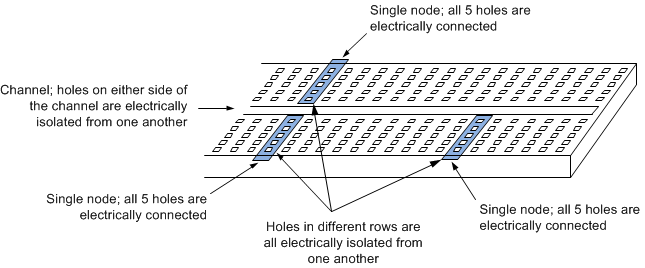 Single node; all 5 holes are
electrically connected
Channel; holes on either side of
the channel are electrically
isolated from one another
Single node; all 5 holes are
electrically connected
Holes in different rows are
all electrically isolated from
one another
Single node; all 5 holes are
electrically connected